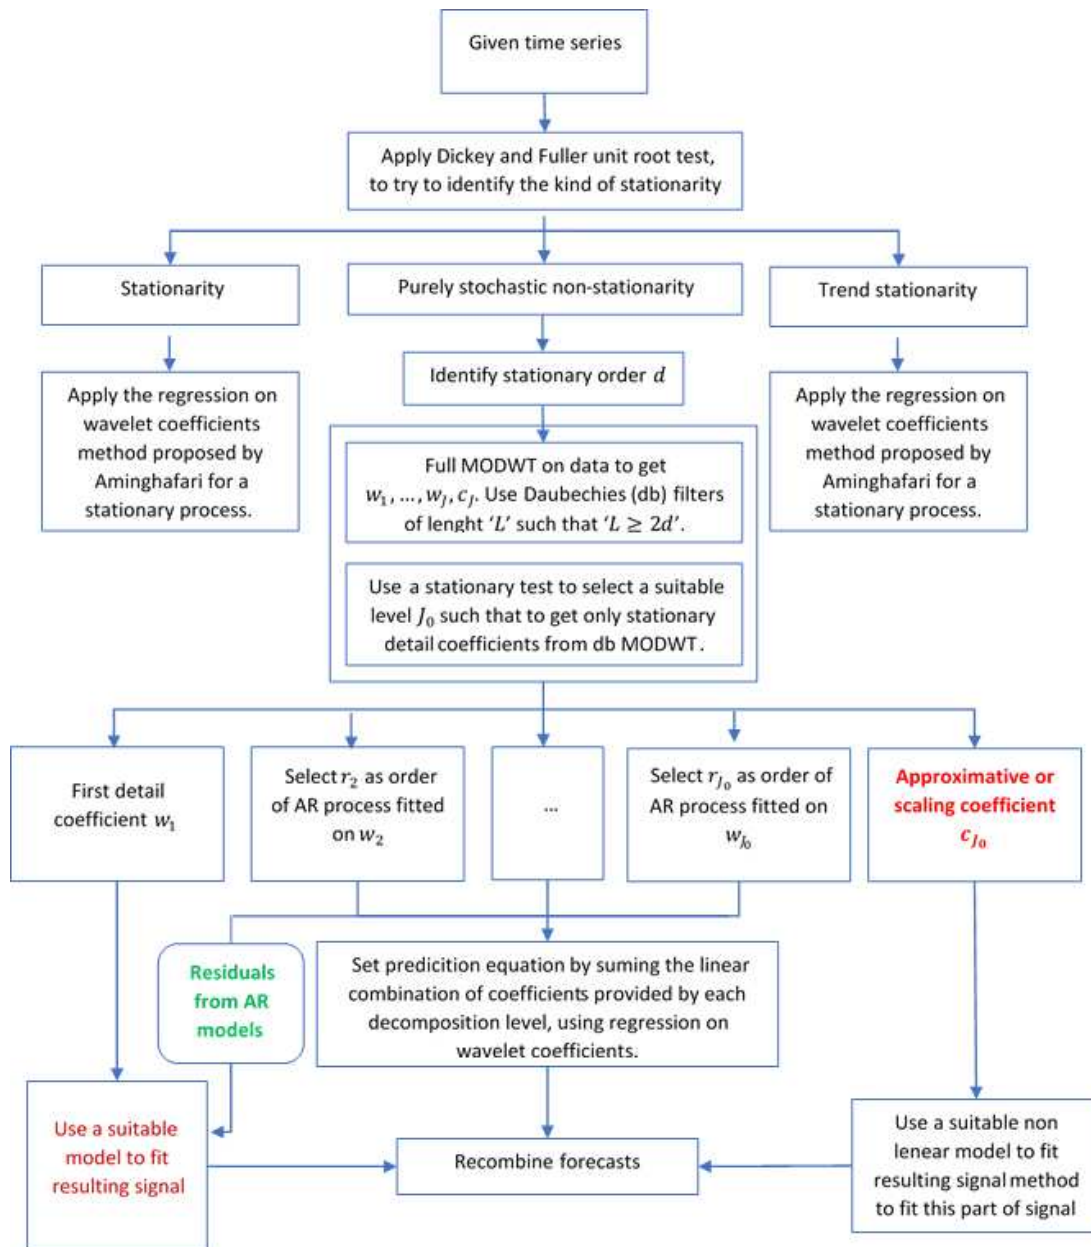 Given time series
Apply Dickey and Fuller unit root test,
to try to identify the kind of stationarity
Stationarity
Purely stochastic non-stationarity
Trend stationarity
Identify stationary order d
Apply the regression on
wavelet coefficients
method proposed by
Aminghafari for a
stationary process.
Full MODWT on data to get
w₁, …, w_J, c_J. Use Daubechies (db) filters
of lenght ‘L’ such that ‘L ≥ 2d’.
Use a stationary test to select a suitable
level J₀ such that to get only stationary
detail coefficients from db MODWT.
Apply the regression on
wavelet coefficients
method proposed by
Aminghafari for a
stationary process.
First detail
coefficient w₁
Select r₂ as order
of AR process fitted
on w₂
...
Select r_J₀ as order of
AR process fitted on
w_J₀
Approximative or
scaling coefficient
c_J₀
Residuals
from AR
models
Set predicition equation by suming the linear
combination of coefficients provided by each
decomposition level, using regression on
wavelet coefficients.
Use a suitable
model to fit
resulting signal
Recombine forecasts
Use a suitable non
lenear model to fit
resulting signal method
to fit this part of signal